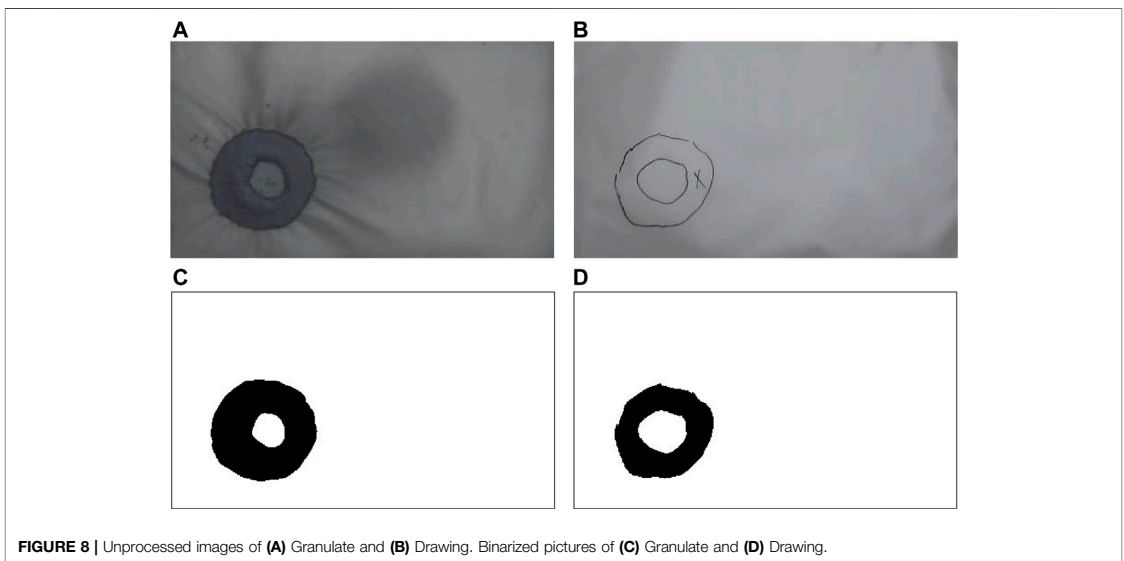 A
B
X
C
D
FIGURE 8 | Unprocessed images of (A) Granulate and (B) Drawing. Binarized pictures of (C) Granulate and (D) Drawing.